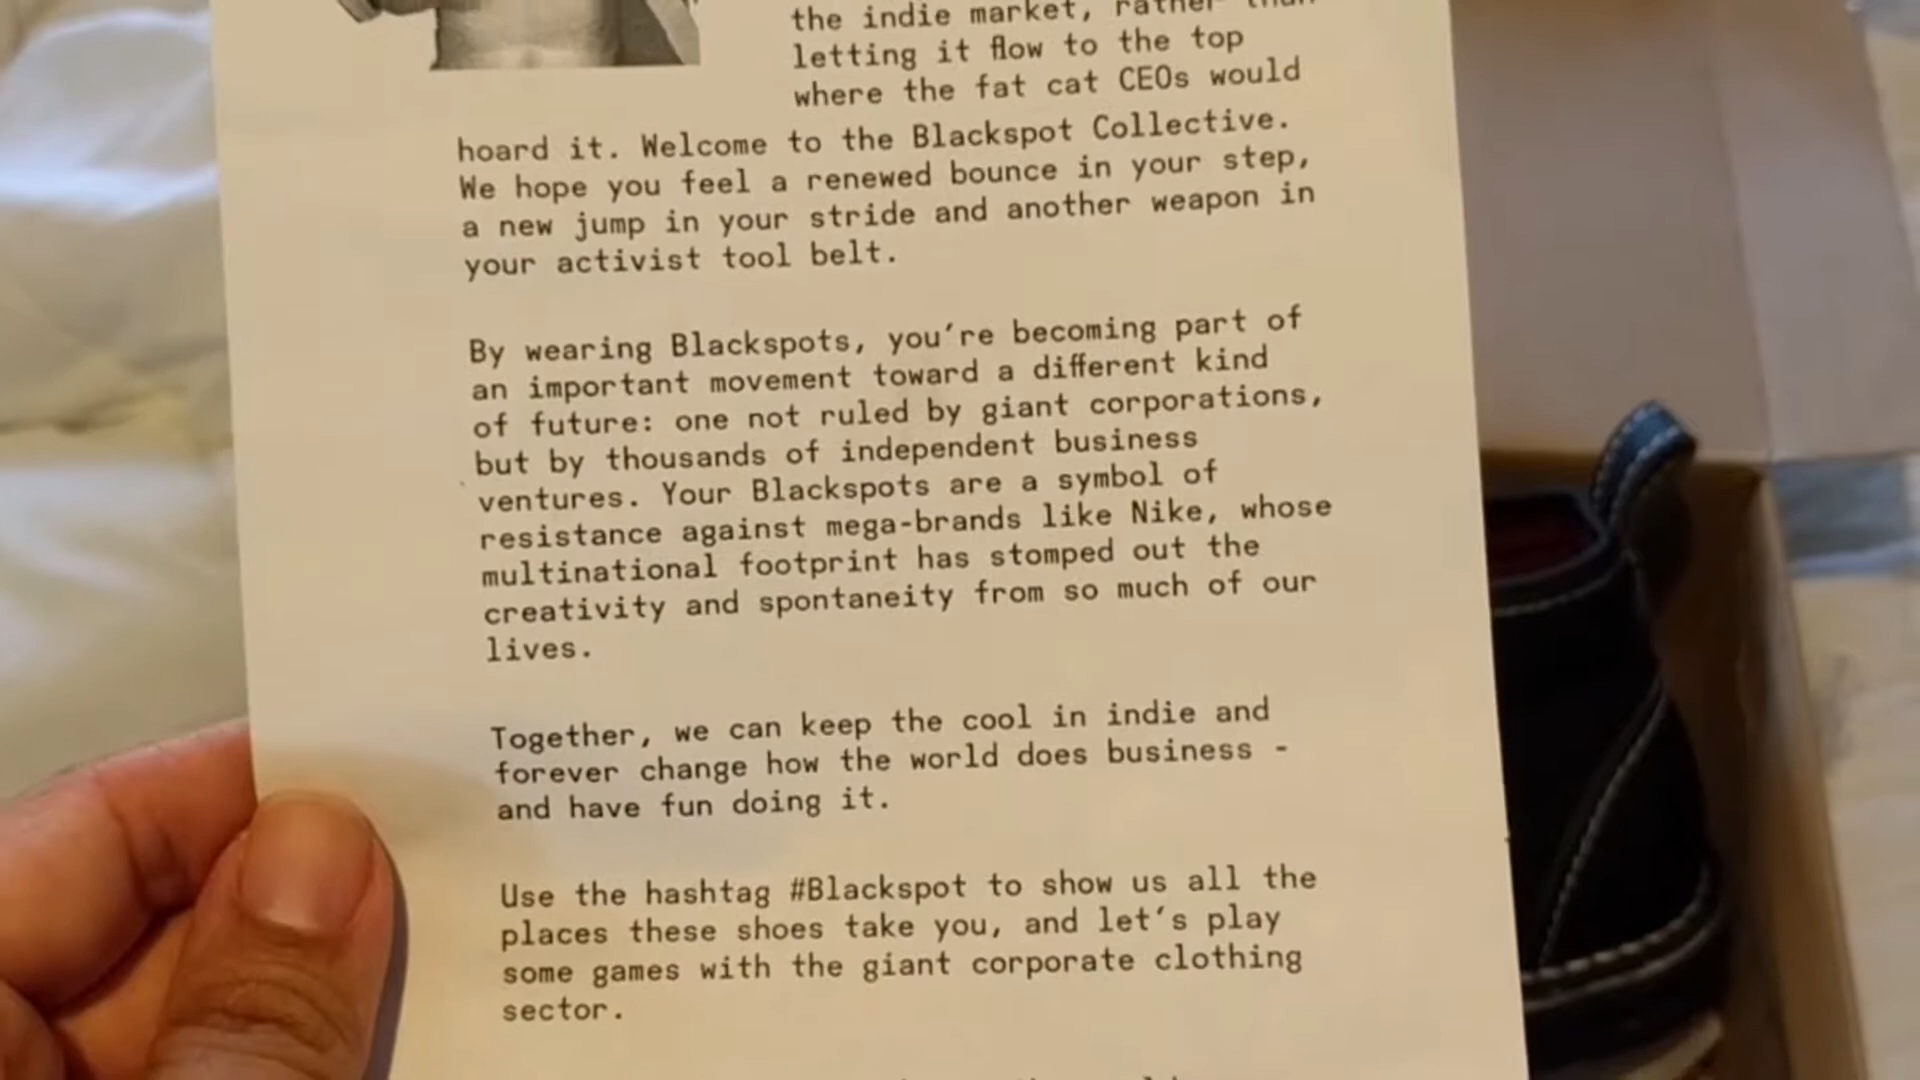 the indie market, rather than
letting it flow to the top
where the fat cat CEOs would
hoard it. Welcome to the Blackspot Collective.
We hope you feel a renewed bounce in your step,
a new jump in your stride and another weapon in
your activist tool belt.
By wearing Blackspots, you're becoming part of
an important movement toward a different kind
of future: one not ruled by giant corporations,
but by thousands of independent business
ventures. Your Blackspots are a symbol of
resistance against mega-brands like Nike, whose
multinational footprint has stomped out the
creativity and spontaneity from so much of our
lives.
Together, we can keep the cool in indie and
forever change how the world does business -
and have fun doing it.
Use the hashtag #Blackspot to show us all the
places these shoes take you, and let's play
some games with the giant corporate clothing
sector.